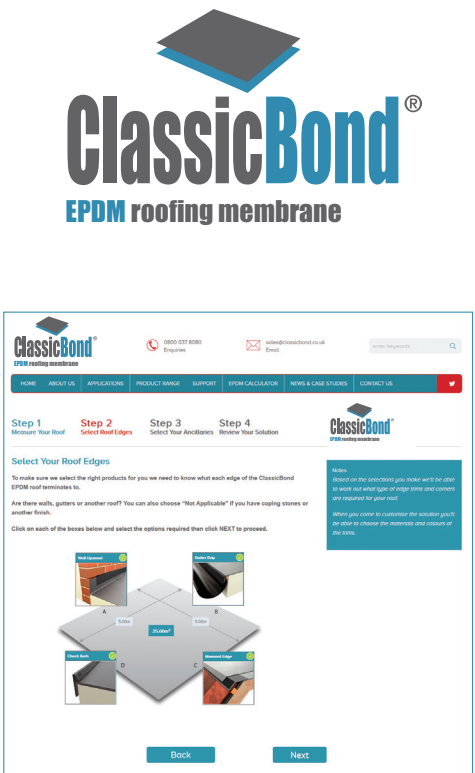 ClassicBond®
EPDM roofing membrane
ClassicBond®
EPDM roofing membrane
0800 037 8080
Enquiries
sales@classicbond.co.uk
Email
enter keywords
HOME ABOUT US APPLICATIONS PRODUCT RANGE SUPPORT EPDM CALCULATOR NEWS & CASE STUDIES CONTACT US
Step 1
Measure Your Roof
Step 2
Select Roof Edges
Step 3
Select Your Ancillaries
Step 4
Review Your Solution
ClassicBond®
EPDM roofing membrane
Select Your Roof Edges
To make sure we select the right products for you we need to know what each edge of the ClassicBond
EPDM roof terminates to.
Are there walls, gutters or another roof? You can also choose "Not Applicable" if you have coping stones or
another finish.
Click on each of the boxes below and select the options required then click NEXT to proceed.
Notes
Based on the selections you make we'll be able
to work out what type of edge trims and corners
are required for your roof.
When you come to customise the solution you'll
be able to choose the materials and colours of
the trims.
Wall Upstand
Gutter Drip
A
B
5.00m
5.00m
25.00m²
Check Kerb
D
C
Mineral Edge
Back
Next